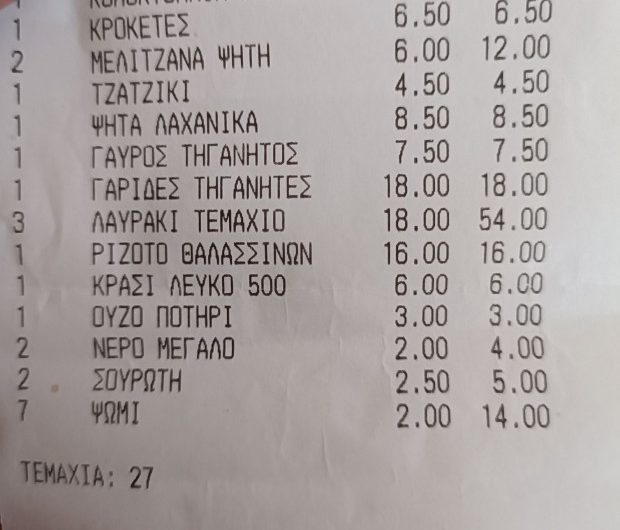 1 ΚΡΟΚΕΤΕΣ 6.50 6.50
2 ΜΕΛΙΤΖΑΝΑ ΨΗΤΗ 6.00 12.00
1 ΤΖΑΤΖΙΚΙ 4.50 4.50
1 ΨΗΤΑ ΛΑΧΑΝΙΚΑ 8.50 8.50
1 ΓΑΥΡΟΣ ΤΗΓΑΝΗΤΟΣ 7.50 7.50
1 ΓΑΡΙΔΕΣ ΤΗΓΑΝΗΤΕΣ 18.00 18.00
3 ΛΑΥΡΑΚΙ ΤΕΜΑΧΙΟ 18.00 54.00
1 ΡΙΖΟΤΟ ΘΑΛΑΣΣΙΝΩΝ 16.00 16.00
1 ΚΡΑΣΙ ΛΕΥΚΟ 500 6.00 6.00
1 ΟΥΖΟ ΠΟΤΗΡΙ 3.00 3.00
2 ΝΕΡΟ ΜΕΓΑΛΟ 2.00 4.00
2 ΣΟΥΡΩΤΗ 2.50 5.00
7 ΨΩΜΙ 2.00 14.00
ΤΕΜΑΧΙΑ: 27